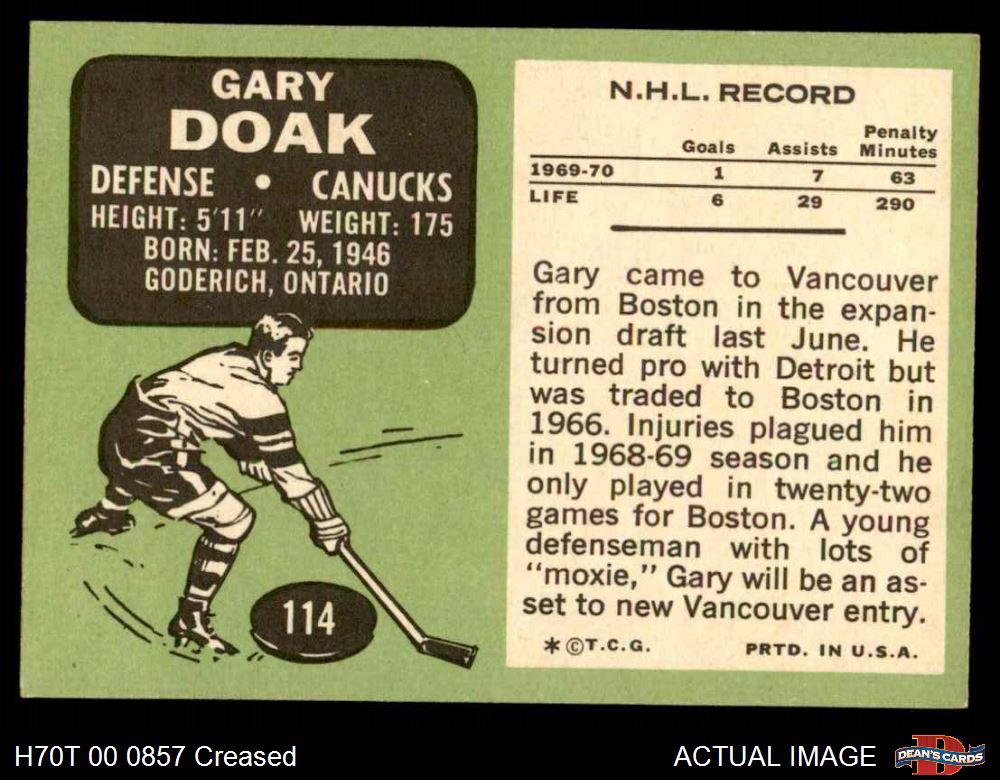 GARY
DOAK
DEFENSE • CANUCKS
HEIGHT: 5'11" WEIGHT: 175
BORN: FEB. 25, 1946
GODERICH, ONTARIO
114
N.H.L. RECORD
Goals Assists Penalty Minutes
1969-70 1 7 63
LIFE 6 29 290
Gary came to Vancouver
from Boston in the expan-
sion draft last June. He
turned pro with Detroit but
was traded to Boston in
1966. Injuries plagued him
in 1968-69 season and he
only played in twenty-two
games for Boston. A young
defenseman with lots of
"moxie," Gary will be an as-
set to new Vancouver entry.
*©T.C.G. PRTD. IN U.S.A.
H70T 00 0857 Creased
ACTUAL IMAGE
D
DEAN'S CARDS